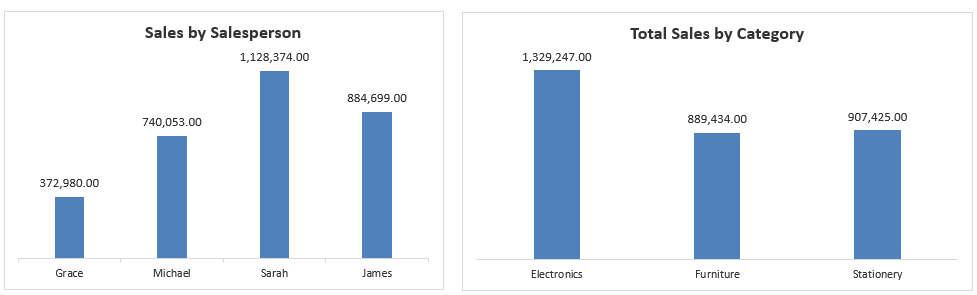 Sales by Salesperson
1,128,374.00
884,699.00
740,053.00
372,980.00
Grace Michael Sarah James
Total Sales by Category
1,329,247.00
889,434.00
907,425.00
Electronics Furniture Stationery